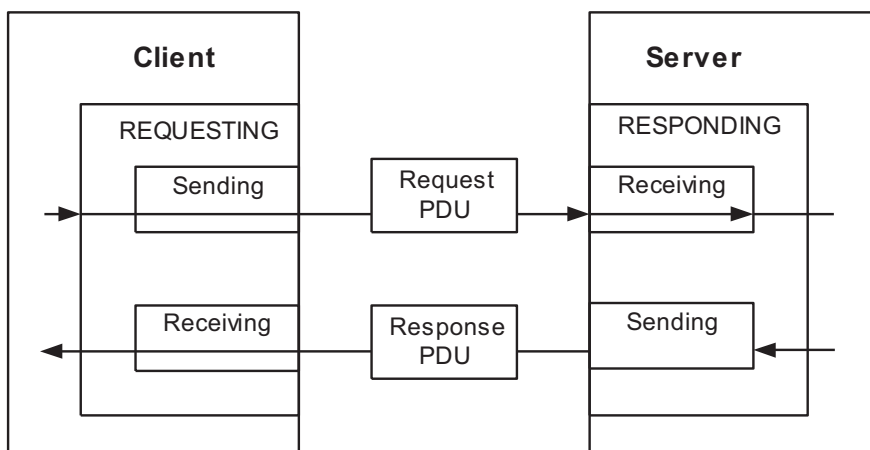 Client
Server
REQUESTING
RESPONDING
Sending
Request
PDU
Receiving
Receiving
Response
PDU
Sending